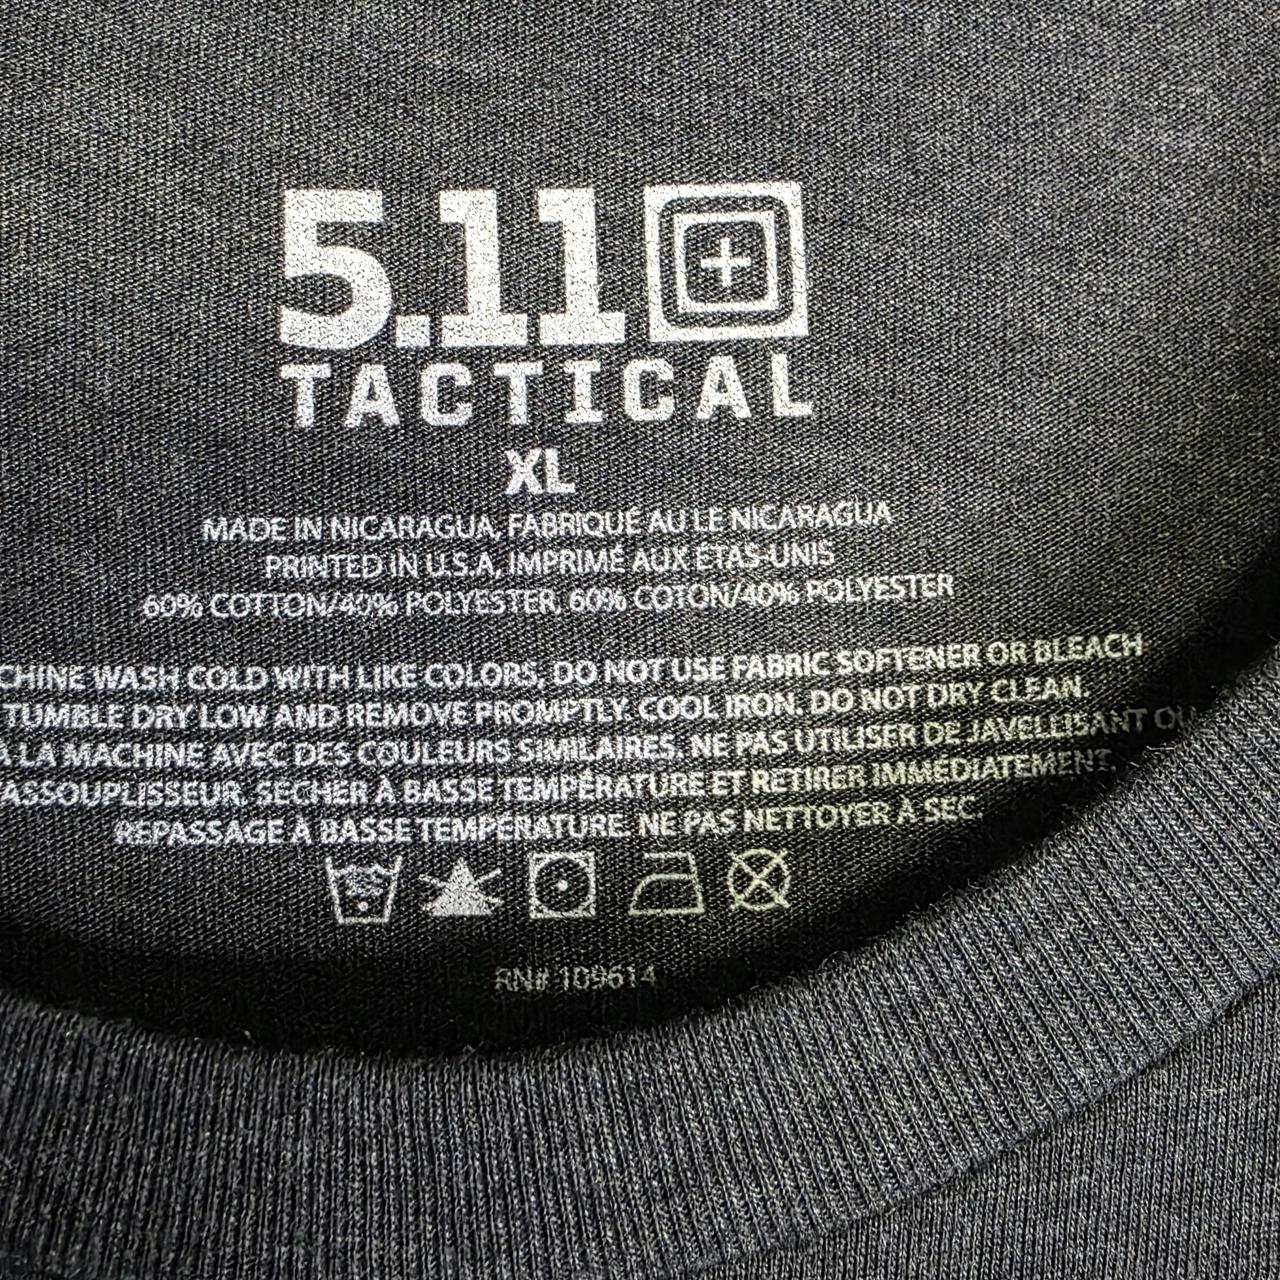 5.11
TACTICAL
XL
MADE IN NICARAGUA, FABRIQUÉ AU LE NICARAGUA
PRINTED IN U.S.A, IMPRIMÉ AUX ÉTAS-UNIS
60% COTTON/40% POLYESTER, 60% COTON/40% POLYESTER
CHINE WASH COLD WITH LIKE COLORS, DO NOT USE FABRIC SOFTENER OR BLEACH
TUMBLE DRY LOW AND REMOVE PROMPTLY. COOL IRON. DO NOT DRY CLEAN.
À LA MACHINE AVEC DES COULEURS SIMILAIRES. NE PAS UTILISER DE JAVELLISANT OU
ASSOUPLISSEUR. SÉCHER À BASSE TEMPÉRATURE ET RETIRER IMMÉDIATEMENT.
REPASSAGE À BASSE TEMPÉRATURE. NE PAS NETTOYER À SEC.
RN# 109614